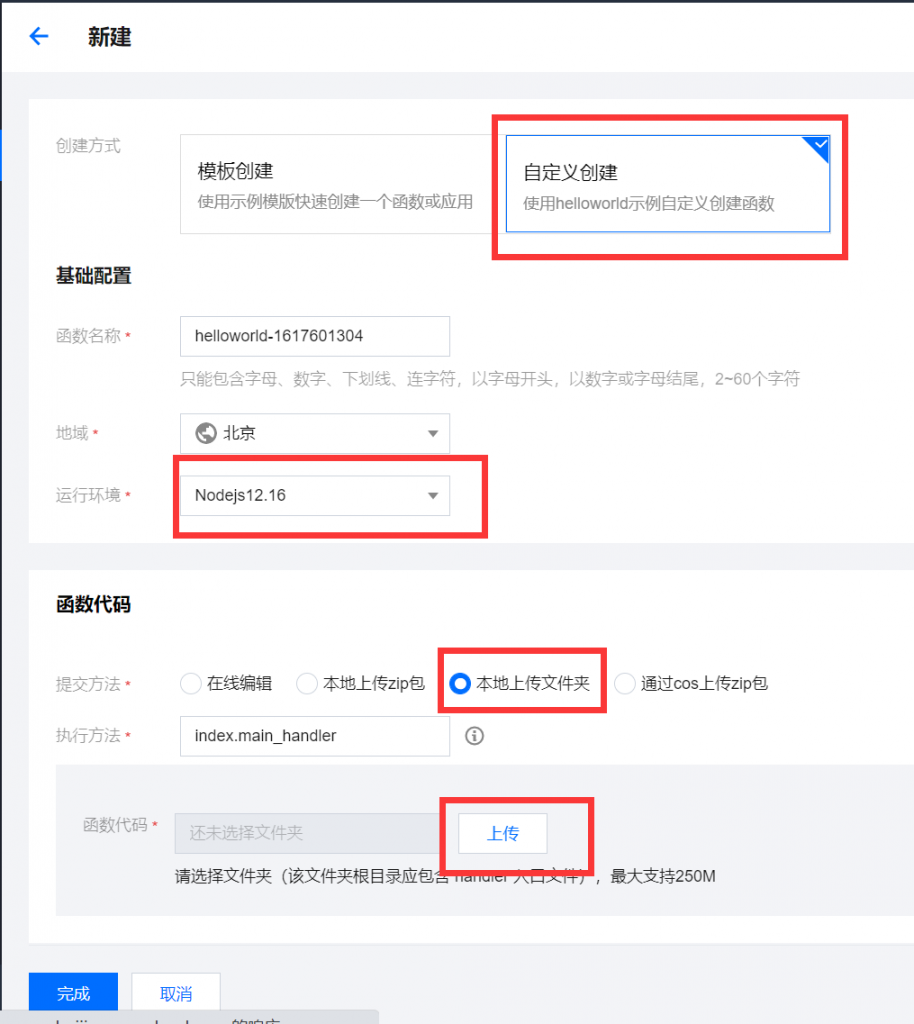 新建
创建方式
模板创建
使用示例模版快速创建一个函数或应用
自定义创建
使用helloworld示例自定义创建函数
基础配置
函数名称 *
helloworld-1617601304
只能包含字母、数字、下划线、连字符，以字母开头，以数字或字母结尾，2~60个字符
地域 *
北京
运行环境 *
Nodejs12.16
函数代码
提交方法 *
在线编辑 本地上传zip包 本地上传文件夹 通过cos上传zip包
执行方法 *
index.main_handler
函数代码 *
还未选择文件夹
上传
请选择文件夹（该文件夹根目录应包含 handler 入口文件），最大支持250M
完成 取消